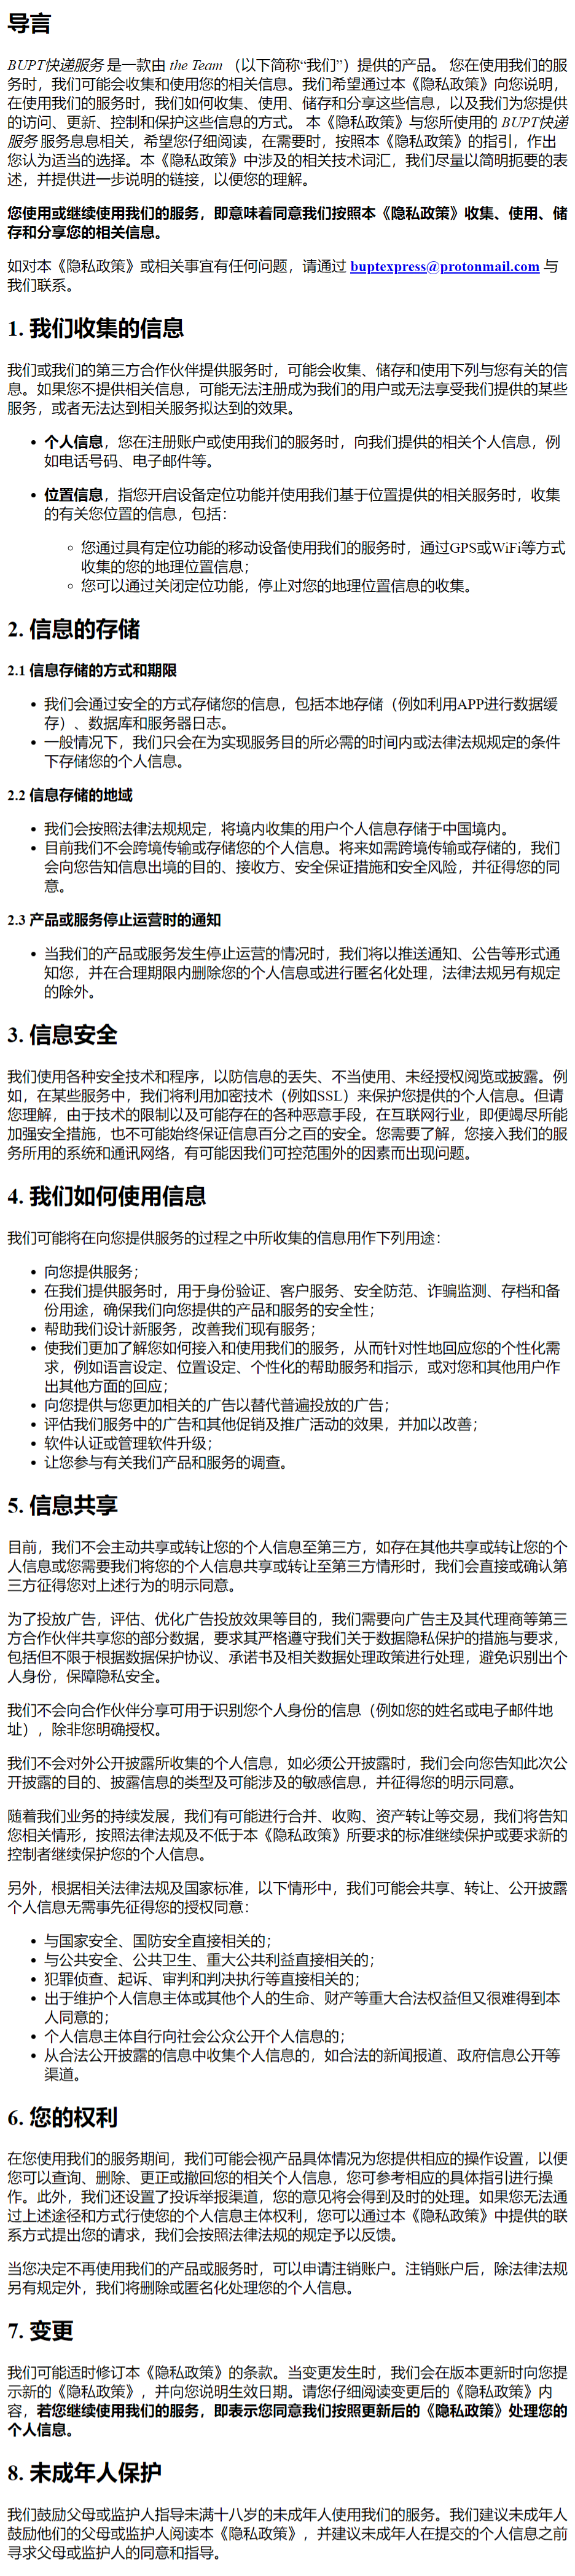 导言
BUPT快递服务 是一款由 the Team （以下简称“我们”）提供的产品。 您在使用我们的服
务时，我们可能会收集和使用您的相关信息。我们希望通过本《隐私政策》向您说明，
在使用我们的服务时，我们如何收集、使用、储存和分享这些信息，以及我们为您提供
的访问、更新、控制和保护这些信息的方式。 本《隐私政策》与您所使用的 BUPT快递
服务 服务息息相关，希望您仔细阅读，在需要时，按照本《隐私政策》的指引，作出
您认为适当的选择。本《隐私政策》中涉及的相关技术词汇，我们尽量以简明扼要的表
述，并提供进一步说明的链接，以便您的理解。
您使用或继续使用我们的服务，即意味着同意我们按照本《隐私政策》收集、使用、储
存和分享您的相关信息。
如对本《隐私政策》或相关事宜有任何问题，请通过 buptexpress@protonmail.com 与
我们联系。
1. 我们收集的信息
我们或我们的第三方合作伙伴提供服务时，可能会收集、储存和使用下列与您有关的信
息。如果您不提供相关信息，可能无法注册成为我们的用户或无法享受我们提供的某些
服务，或者无法达到相关服务拟达到的效果。
• 个人信息，您在注册账户或使用我们的服务时，向我们提供的相关个人信息，例
如电话号码、电子邮件等。
• 位置信息，指您开启设备定位功能并使用我们基于位置提供的相关服务时，收集
的有关您位置的信息，包括：
◦ 您通过具有定位功能的移动设备使用我们的服务时，通过GPS或WiFi等方式
收集的您的地理位置信息；
◦ 您可以通过关闭定位功能，停止对您的地理位置信息的收集。
2. 信息的存储
2.1 信息存储的方式和期限
• 我们会通过安全的方式存储您的信息，包括本地存储（例如利用APP进行数据缓
存）、数据库和服务器日志。
• 一般情况下，我们只会在为实现服务目的所必需的时间内或法律法规规定的条件
下存储您的个人信息。
2.2 信息存储的地域
• 我们会按照法律法规规定，将境内收集的用户个人信息存储于中国境内。
• 目前我们不会跨境传输或存储您的个人信息。将来如需跨境传输或存储的，我们
会向您告知信息出境的目的、接收方、安全保证措施和安全风险，并征得您的同
意。
2.3 产品或服务停止运营时的通知
• 当我们的产品或服务发生停止运营的情况时，我们将以推送通知、公告等形式通
知您，并在合理期限内删除您的个人信息或进行匿名化处理，法律法规另有规定
的除外。
3. 信息安全
我们使用各种安全技术和程序，以防信息的丢失、不当使用、未经授权阅览或披露。例
如，在某些服务中，我们将利用加密技术（例如SSL）来保护您提供的个人信息。但请
您理解，由于技术的限制以及可能存在的各种恶意手段，在互联网行业，即便竭尽所能
加强安全措施，也不可能始终保证信息百分之百的安全。您需要了解，您接入我们的服
务所用的系统和通讯网络，有可能因我们可控范围外的因素而出现问题。
4. 我们如何使用信息
我们可能将在向您提供服务的过程之中所收集的信息用作下列用途：
• 向您提供服务；
• 在我们提供服务时，用于身份验证、客户服务、安全防范、诈骗监测、存档和备
份用途，确保我们向您提供的产品和服务的安全性；
• 帮助我们设计新服务，改善我们现有服务；
• 使我们更加了解您如何接入和使用我们的服务，从而针对性地回应您的个性化需
求，例如语言设定、位置设定、个性化的帮助服务和指示，或对您和其他用户作
出其他方面的回应；
• 向您提供与您更加相关的广告以替代普遍投放的广告；
• 评估我们服务中的广告和其他促销及推广活动的效果，并加以改善；
• 软件认证或管理软件升级；
• 让您参与有关我们产品和服务的调查。
5. 信息共享
目前，我们不会主动共享或转让您的个人信息至第三方，如存在其他共享或转让您的个
人信息或您需要我们将您的个人信息共享或转让至第三方情形时，我们会直接或确认第
三方征得您对上述行为的明示同意。
为了投放广告，评估、优化广告投放效果等目的，我们需要向广告主及其代理商等第三
方合作伙伴共享您的部分数据，要求其严格遵守我们关于数据隐私保护的措施与要求，
包括但不限于根据数据保护协议、承诺书及相关数据处理政策进行处理，避免识别出个
人身份，保障隐私安全。
我们不会向合作伙伴分享可用于识别您个人身份的信息（例如您的姓名或电子邮件地
址），除非您明确授权。
我们不会对外公开披露所收集的个人信息，如必须公开披露时，我们会向您告知此次公
开披露的目的、披露信息的类型及可能涉及的敏感信息，并征得您的明示同意。
随着我们业务的持续发展，我们有可能进行合并、收购、资产转让等交易，我们将告知
您相关情形，按照法律法规及不低于本《隐私政策》所要求的标准继续保护或要求新的
控制者继续保护您的个人信息。
另外，根据相关法律法规及国家标准，以下情形中，我们可能会共享、转让、公开披露
个人信息无需事先征得您的授权同意：
• 与国家安全、国防安全直接相关的；
• 与公共安全、公共卫生、重大公共利益直接相关的；
• 犯罪侦查、起诉、审判和判决执行等直接相关的；
• 出于维护个人信息主体或其他个人的生命、财产等重大合法权益但又很难得到本
人同意的；
• 个人信息主体自行向社会公众公开个人信息的；
• 从合法公开披露的信息中收集个人信息的，如合法的新闻报道、政府信息公开等
渠道。
6. 您的权利
在您使用我们的服务期间，我们可能会视产品具体情况为您提供相应的操作设置，以便
您可以查询、删除、更正或撤回您的相关个人信息，您可参考相应的具体指引进行操
作。此外，我们还设置了投诉举报渠道，您的意见将会得到及时的处理。如果您无法通
过上述途径和方式行使您的个人信息主体权利，您可以通过本《隐私政策》中提供的联
系方式提出您的请求，我们会按照法律法规的规定予以反馈。
当您决定不再使用我们的产品或服务时，可以申请注销账户。注销账户后，除法律法规
另有规定外，我们将删除或匿名化处理您的个人信息。
7. 变更
我们可能适时修订本《隐私政策》的条款。当变更发生时，我们会在版本更新时向您提
示新的《隐私政策》，并向您说明生效日期。请您仔细阅读变更后的《隐私政策》内
容，若您继续使用我们的服务，即表示您同意我们按照更新后的《隐私政策》处理您的
个人信息。
8. 未成年人保护
我们鼓励父母或监护人指导未满十八岁的未成年人使用我们的服务。我们建议未成年人
鼓励他们的父母或监护人阅读本《隐私政策》，并建议未成年人在提交的个人信息之前
寻求父母或监护人的同意和指导。